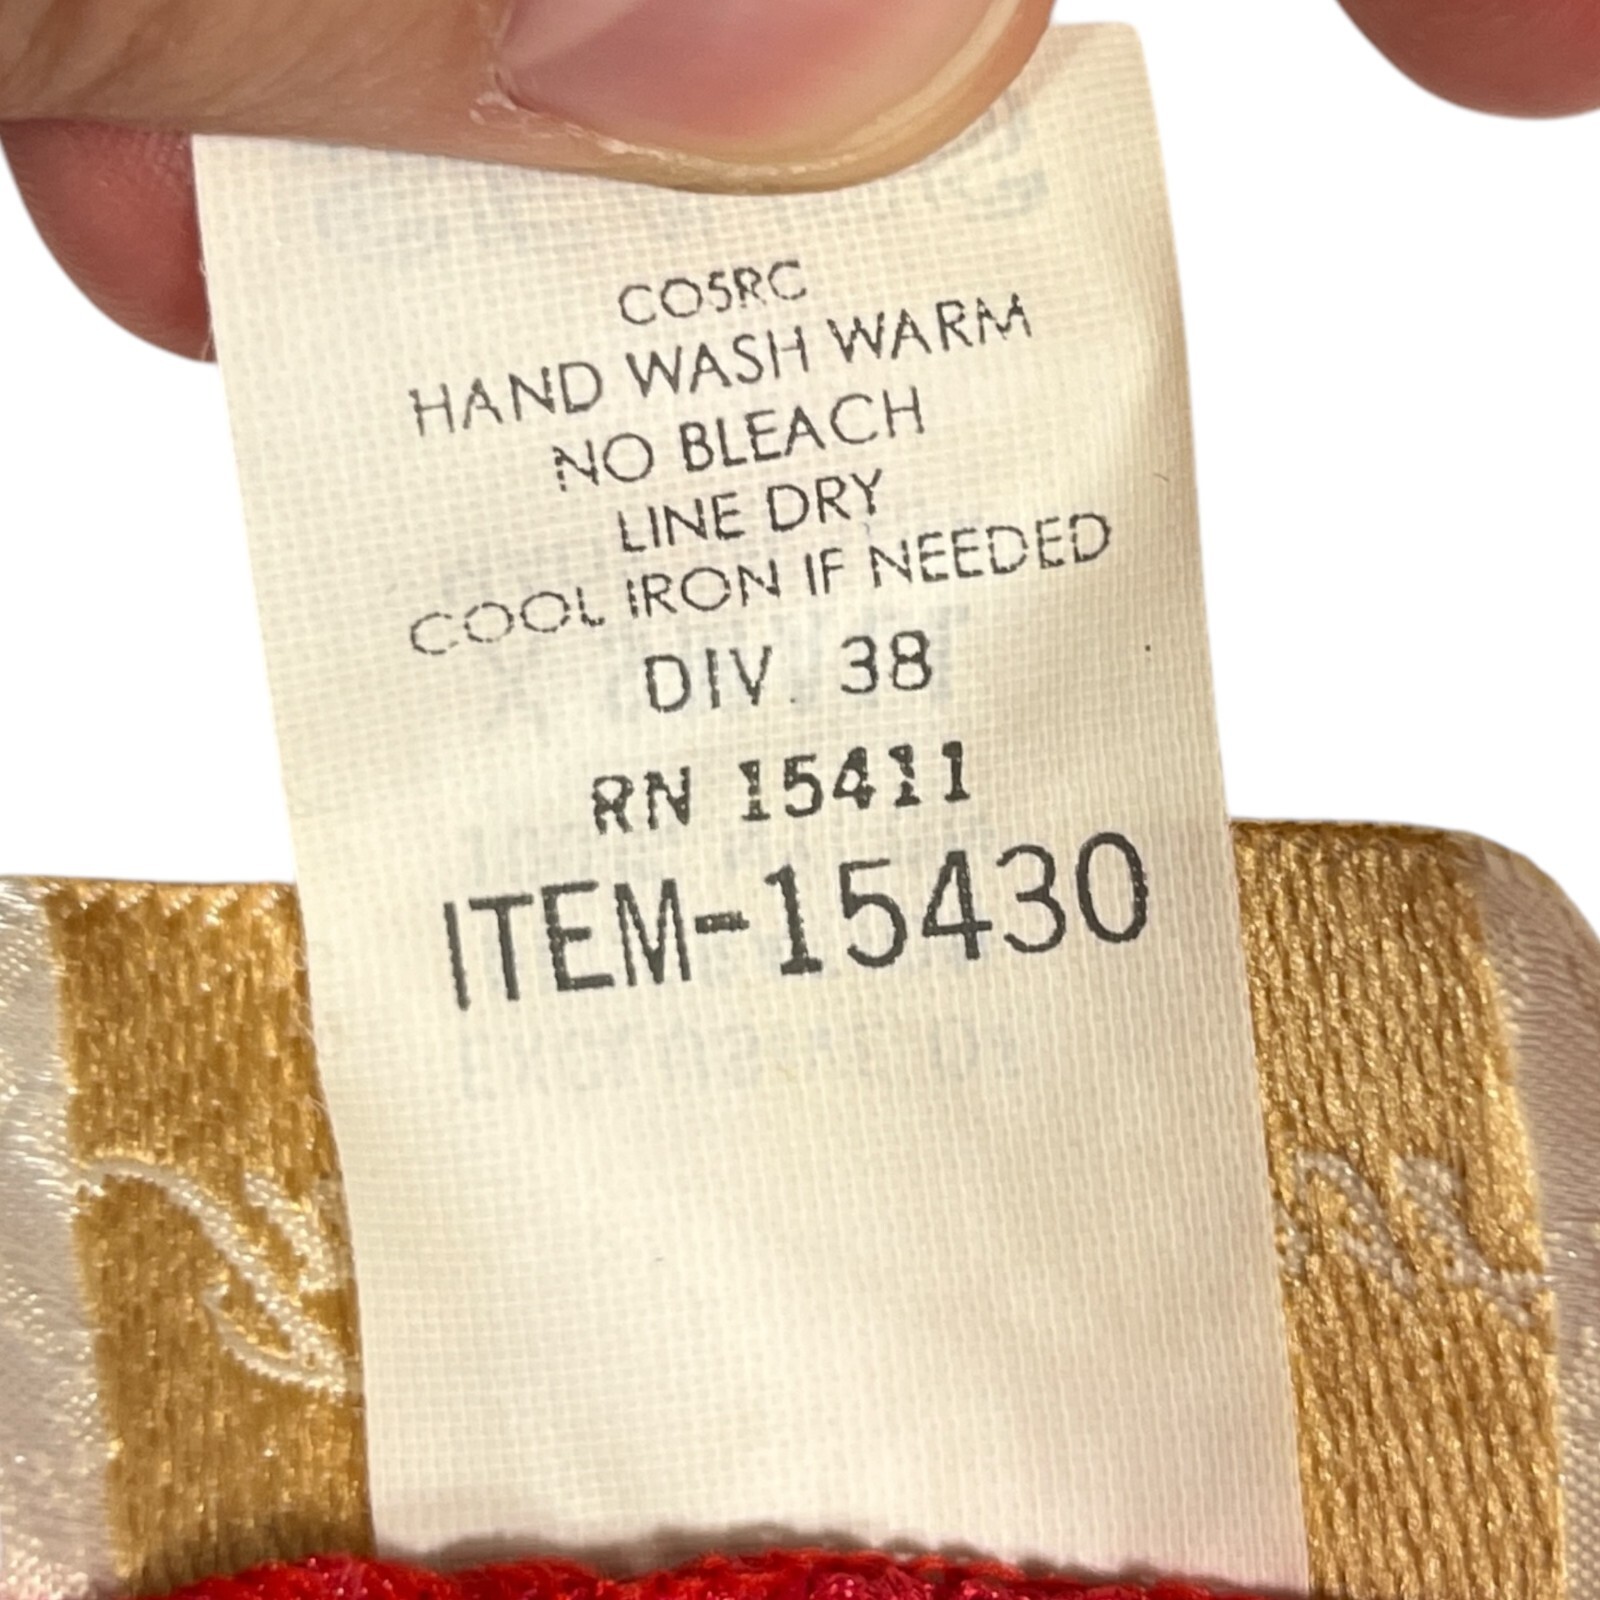 CO5RC
HAND WASH WARM
NO BLEACH
LINE DRY
COOL IRON IF NEEDED
DIV. 38
RN 15411
ITEM-15430